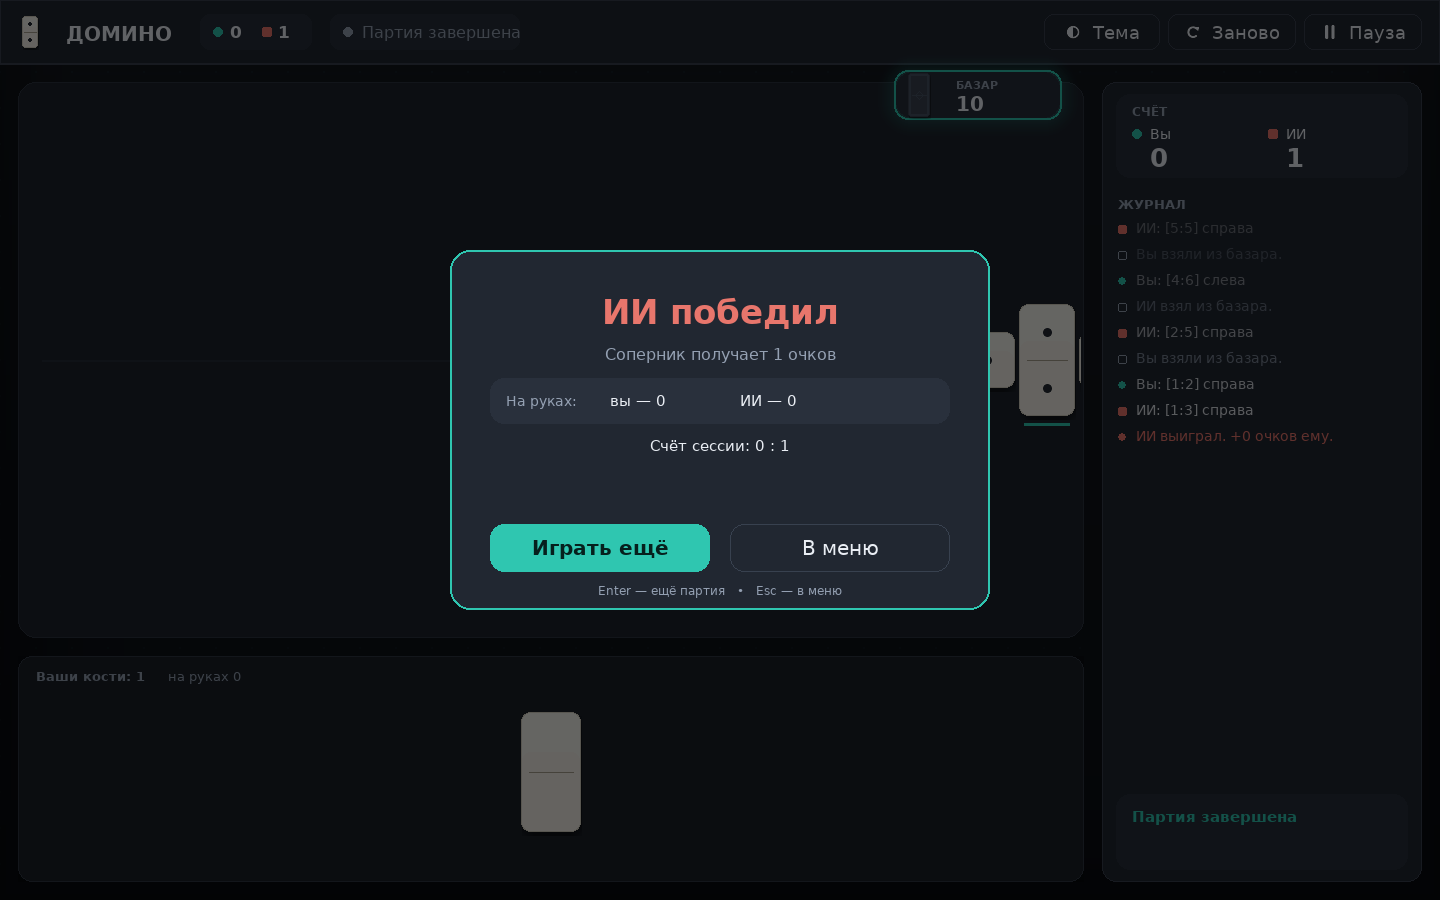 ДОМИНО
0
1
Партия завершена
Тема
Заново
Пауза
БАЗАР
10
СЧЁТ
Вы
ИИ
0
1
ЖУРНАЛ
ИИ: [5:5] справа
Вы взяли из базара.
Вы: [4:6] слева
ИИ взял из базара.
ИИ: [2:5] справа
Вы взяли из базара.
Вы: [1:2] справа
ИИ: [1:3] справа
ИИ выиграл. +0 очков ему.
Партия завершена
ИИ победил
Соперник получает 1 очков
На руках: вы — 0 ИИ — 0
Счёт сессии: 0 : 1
Играть ещё
В меню
Enter — ещё партия • Esc — в меню
Ваши кости: 1 на руках 0